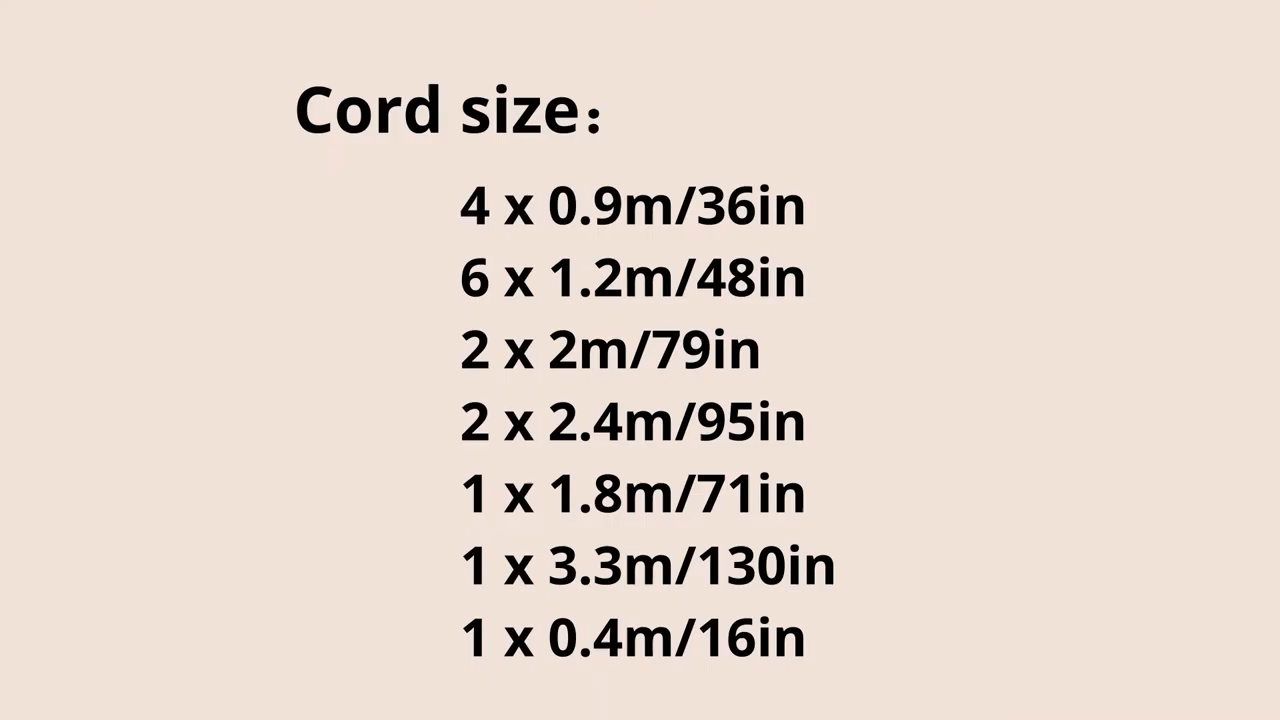 Cord size:
4 x 0.9m/36in
6 x 1.2m/48in
2 x 2m/79in
2 x 2.4m/95in
1 x 1.8m/71in
1 x 3.3m/130in
1 x 0.4m/16in